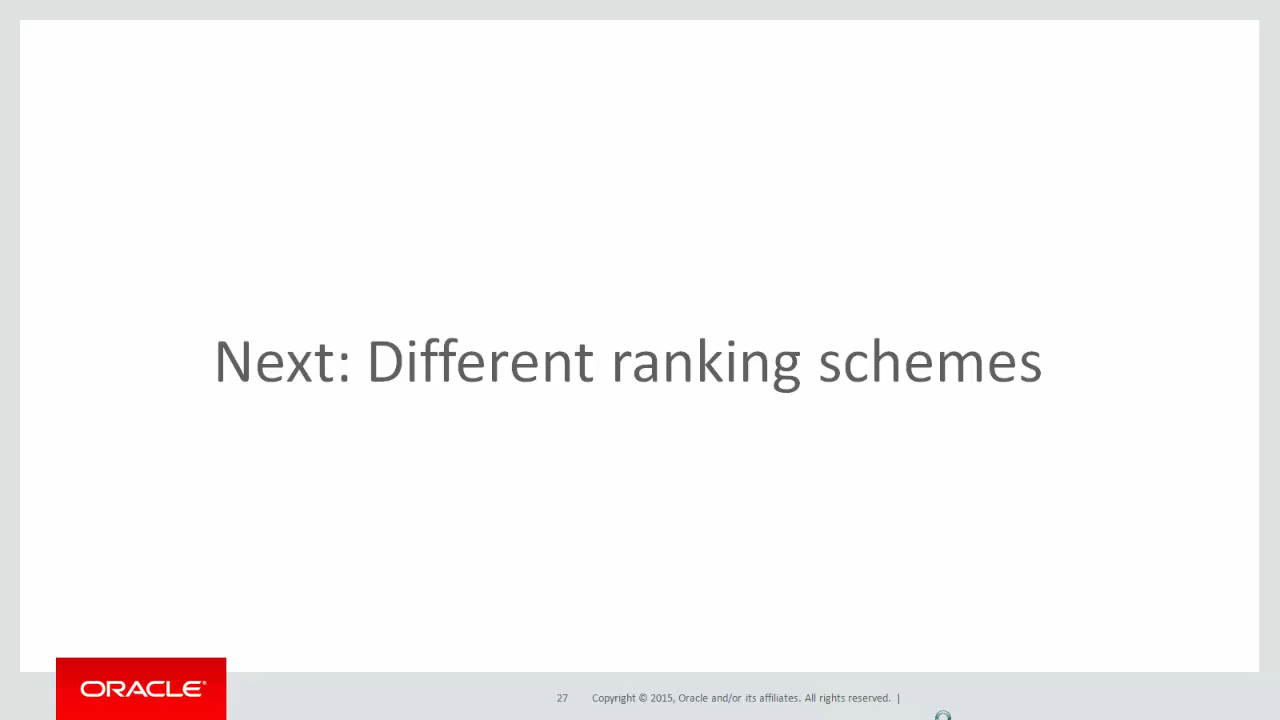 Next: Different ranking schemes
ORACLE®
27 Copyright © 2015, Oracle and/or its affiliates. All rights reserved. |